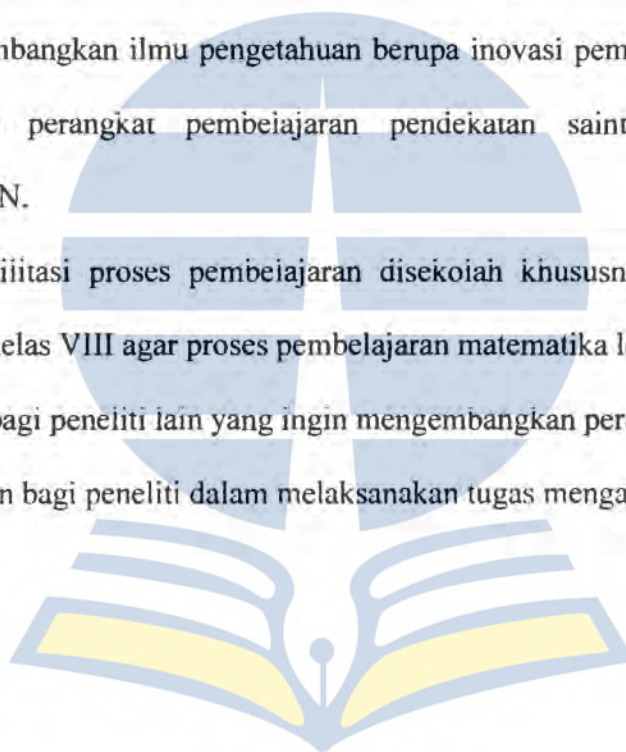 mbangkan ilmu pengetahuan berupa inovasi pem
perangkat pembelajaran pendekatan saint
N.
ilitasi proses pembelajaran disekolah khususn
elas VIII agar proses pembelajaran matematika l
bagi peneliti lain yang ingin mengembangkan per
n bagi peneliti dalam melaksanakan tugas menga